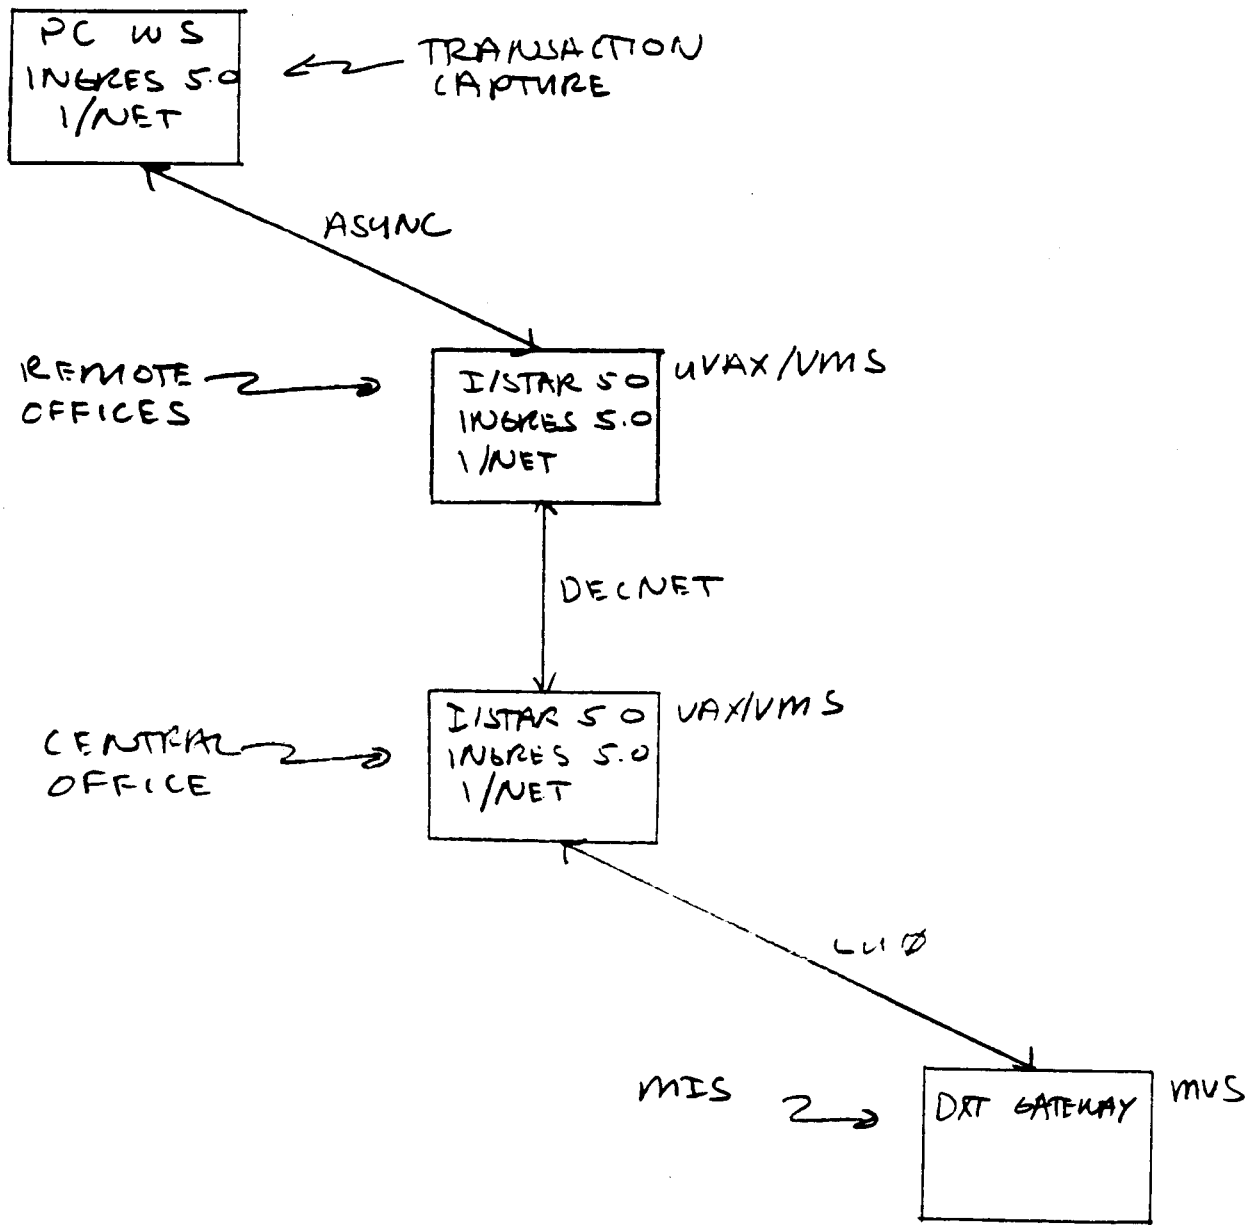 PC WS
INGRES 5.0
I/NET
TRANSACTION
CAPTURE
ASYNC
REMOTE
OFFICES
I/STAR 5 0
INGRES 5.0
I/NET
uVAX/VMS
DECNET
CENTRAL
OFFICE
I/STAR 5 0
INGRES 5.0
I/NET
VAX/VMS
LU Ø
MIS
DXT GATEWAY
MVS